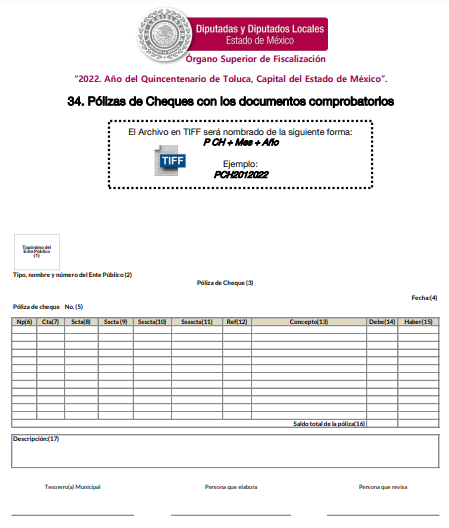 Diputadas y Diputados Locales
Estado de México
Órgano Superior de Fiscalización
"2022. Año del Quincentenario de Toluca, Capital del Estado de México".
34. Pólizas de Cheques con los documentos comprobatorios
El Archivo en TIFF será nombrado de la siguiente forma:
P CH + Mes + Año
TIFF
Ejemplo:
PCH2012022
Topónimo del
Ente Público
(1)
Tipo, nombre y número del Ente Público (2)
Póliza de Cheque (3)
Fecha:(4)
Póliza de cheque No. (5)
Np(6) Cta(7) Scta(8) Sscta (9) Ssscta(10) Sssscta(11) Ref(12) Concepto(13) Debe(14) Haber(15)
Saldo total de la póliza(16)
Descripción:(17)
Tesorero(a) Municipal Persona que elabora Persona que revisa